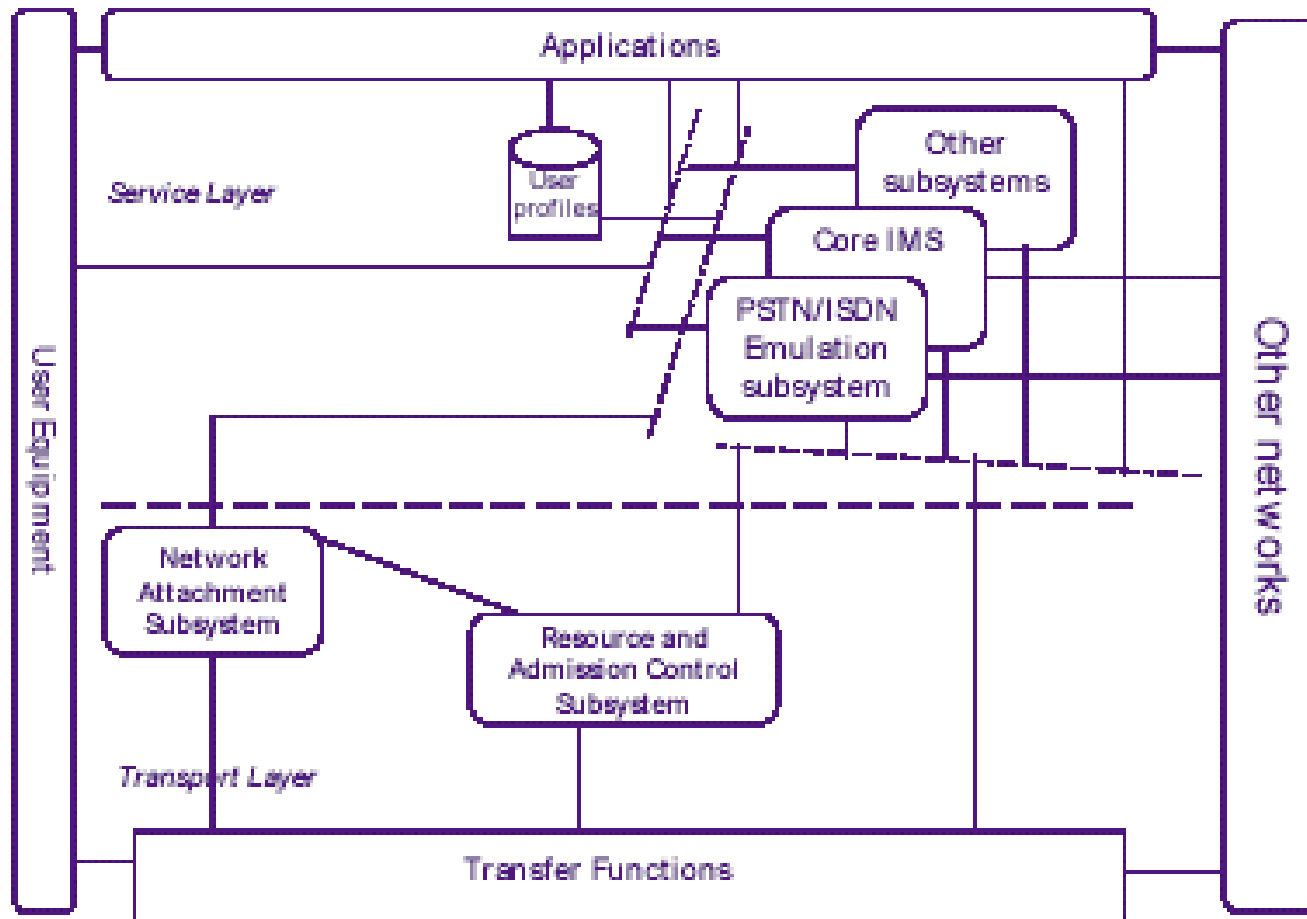 Applications
Other
subsystems
User
profiles
Service Layer
Core IMS
PSTN/ISDN
Emulation
subsystem
User Equipment
Other networks
Network
Attachment
Subsystem
Resource and
Admission Control
Subsystem
Transport Layer
Transfer Functions